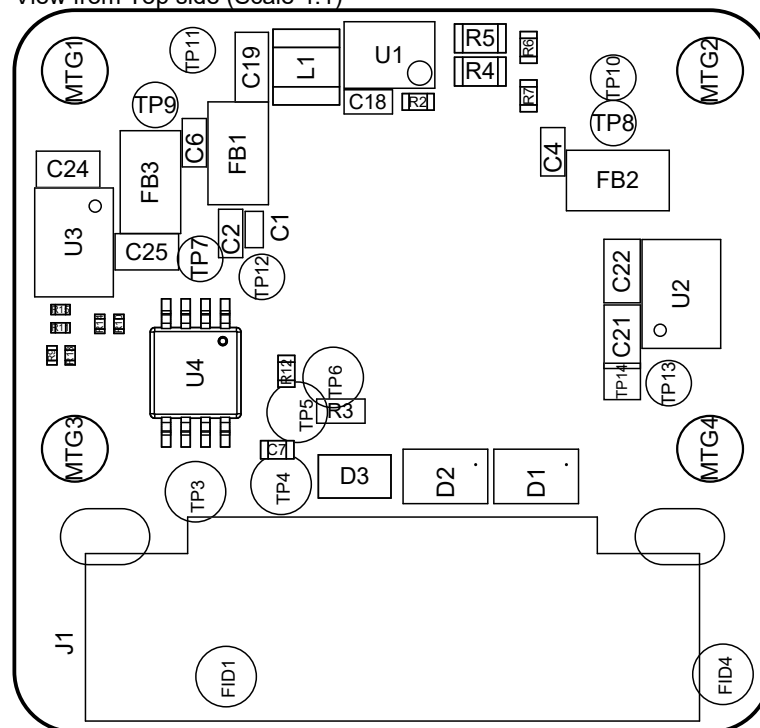 View from Top side (Scale 4:1)
MTG1
TP11
C19
L1
U1
R5
R6
MTG2
R4
TP10
TP9
C18
R2
R7
TP8
C6
FB1
C4
C24
FB3
FB2
U3
C2
C1
C25
TP7
TP12
C22
U2
C21
U4
R12
TP6
TP14
TP13
TP5
R3
MTG3
MTG4
C7
D3
D2
D1
TP3
TP4
J1
FID1
FID4